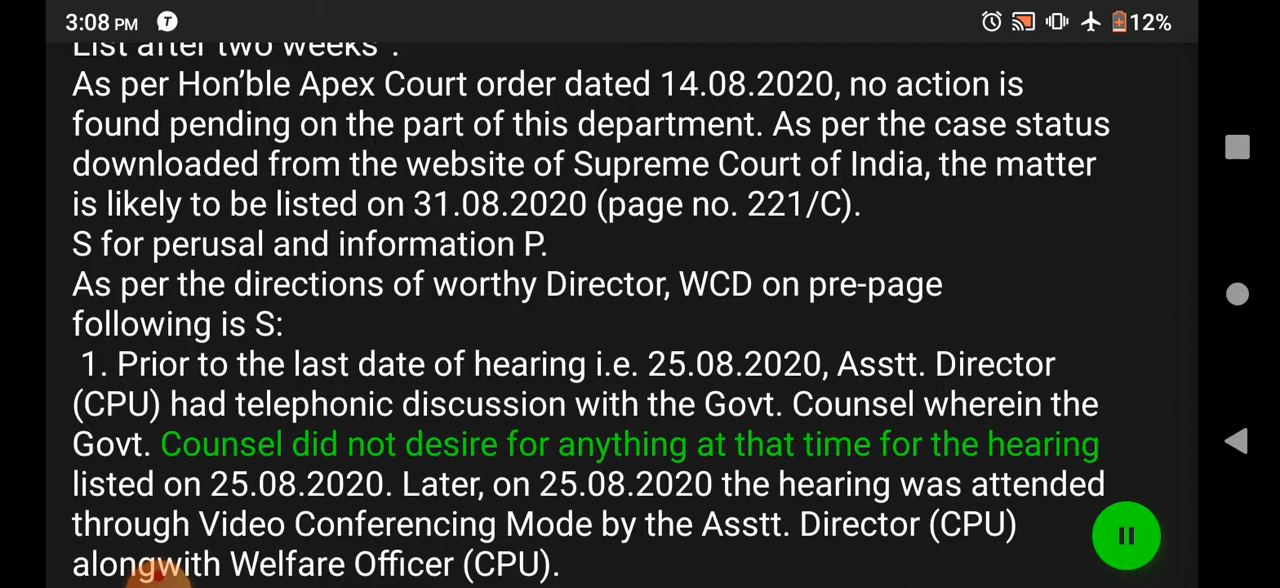 3:08 PM T 12%
List after two weeks".
As per Hon'ble Apex Court order dated 14.08.2020, no action is
found pending on the part of this department. As per the case status
downloaded from the website of Supreme Court of India, the matter
is likely to be listed on 31.08.2020 (page no. 221/C).
S for perusal and information P.
As per the directions of worthy Director, WCD on pre-page
following is S:
1. Prior to the last date of hearing i.e. 25.08.2020, Asstt. Director
(CPU) had telephonic discussion with the Govt. Counsel wherein the
Govt. Counsel did not desire for anything at that time for the hearing
listed on 25.08.2020. Later, on 25.08.2020 the hearing was attended
through Video Conferencing Mode by the Asstt. Director (CPU)
alongwith Welfare Officer (CPU).